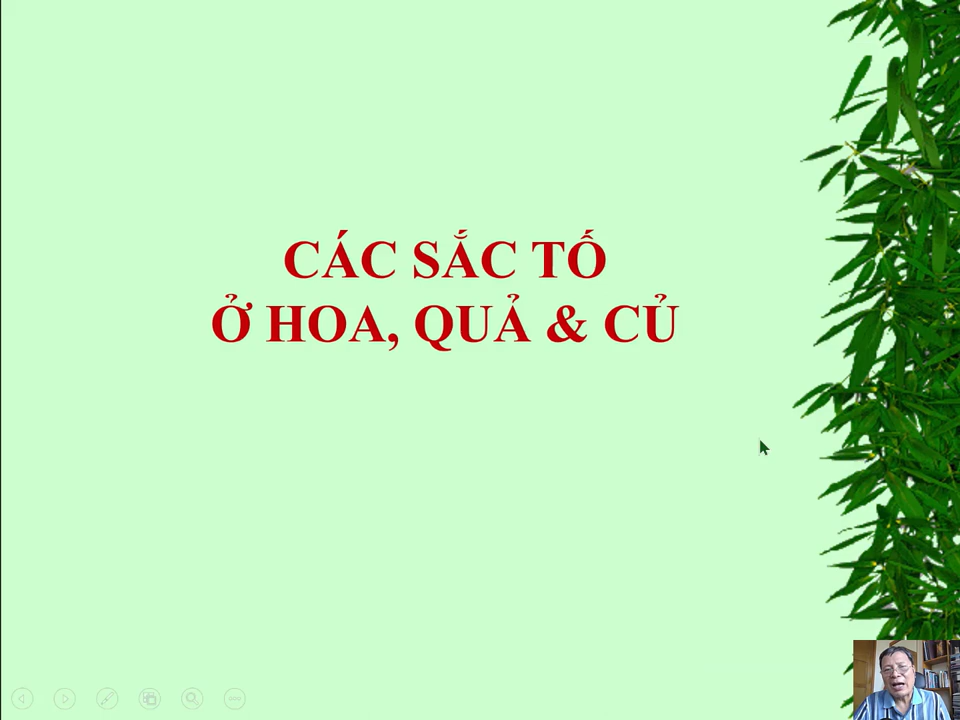 CÁC SẮC TỐ
Ở HOA, QUẢ & CỦ